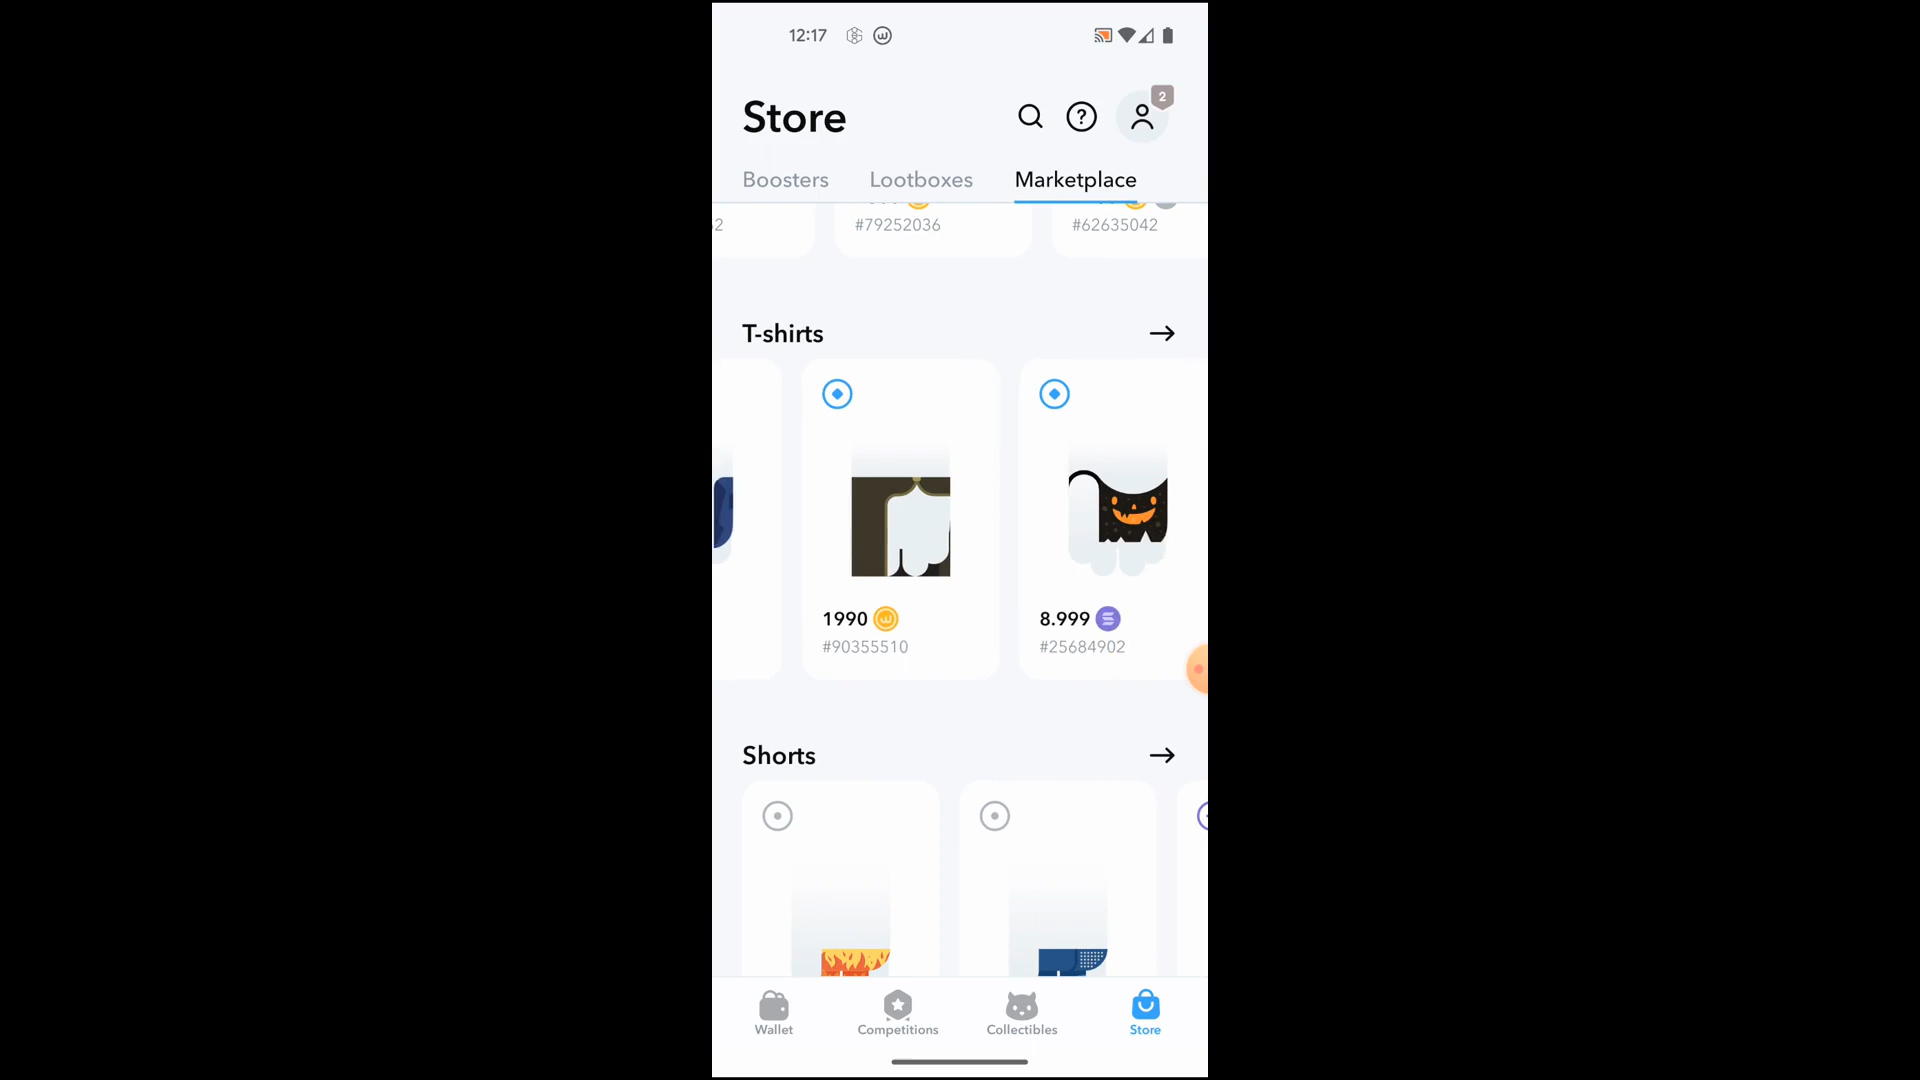 12:17
Store
2
Boosters Lootboxes Marketplace
#79252036 #62635042
T-shirts
1990 8.999
#90355510 #25684902
Shorts
Wallet Competitions Collectibles Store